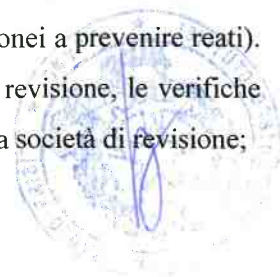 onei a prevenire reati).
revisione, le verifiche
a società di revisione;